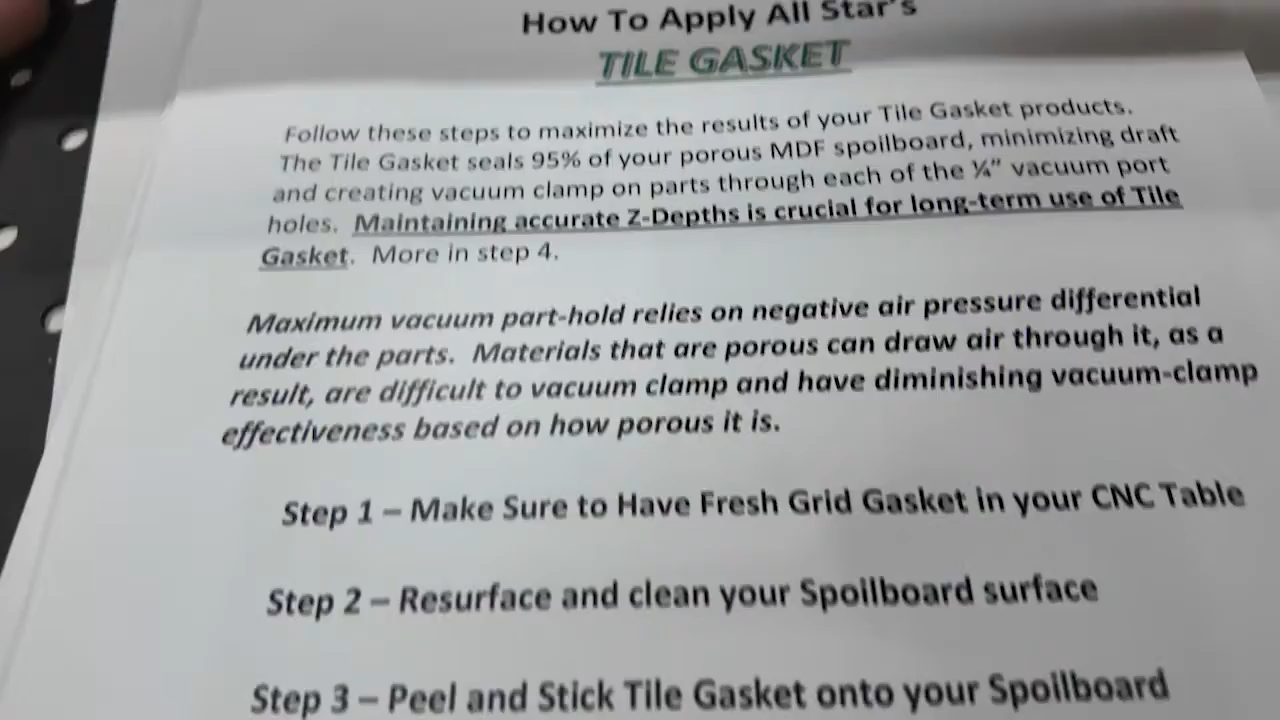 How To Apply All Star's
TILE GASKET
Follow these steps to maximize the results of your Tile Gasket products.
The Tile Gasket seals 95% of your porous MDF spoilboard, minimizing draft
and creating vacuum clamp on parts through each of the ¼” vacuum port
holes. Maintaining accurate Z-Depths is crucial for long-term use of Tile
Gasket. More in step 4.
Maximum vacuum part-hold relies on negative air pressure differential
under the parts. Materials that are porous can draw air through it, as a
result, are difficult to vacuum clamp and have diminishing vacuum-clamp
effectiveness based on how porous it is.
Step 1 – Make Sure to Have Fresh Grid Gasket in your CNC Table
Step 2 – Resurface and clean your Spoilboard surface
Step 3 – Peel and Stick Tile Gasket onto your Spoilboard